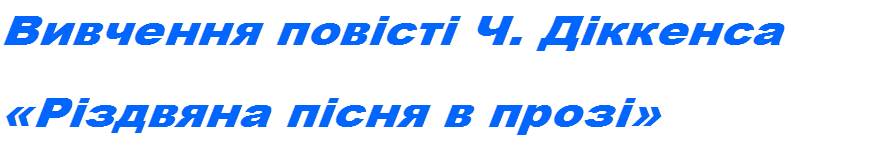 Вивчення повісті Ч. Діккенса
«Різдвяна пісня в прозі»